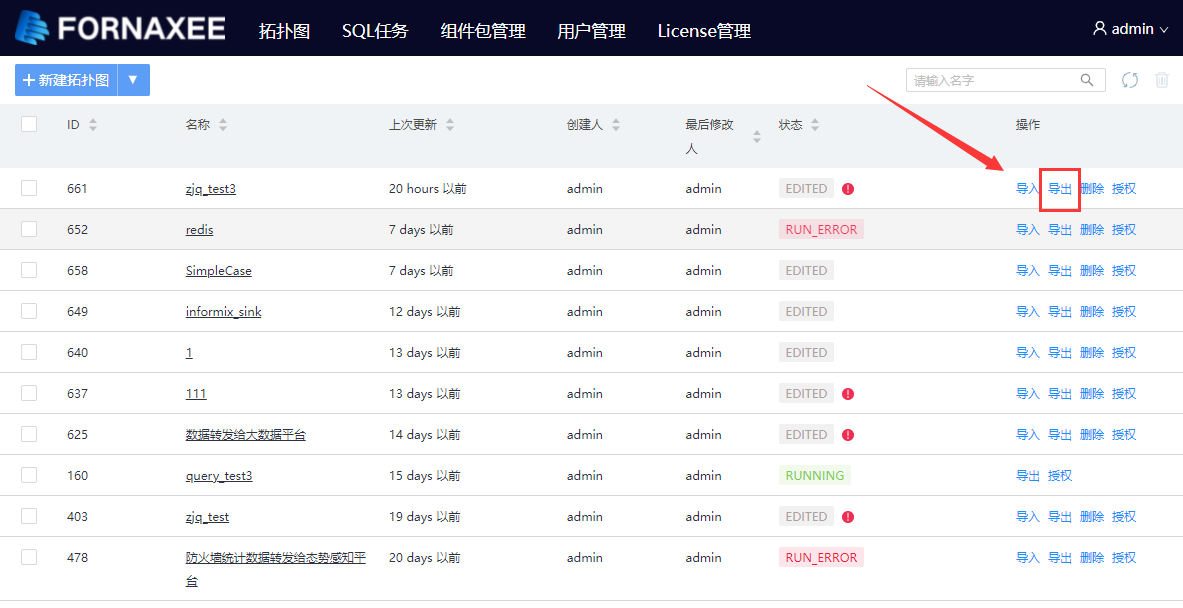 FORNAXEE 拓扑图 SQL任务 组件包管理 用户管理 License管理 admin
新建拓扑图 请输入名字
ID 名称 上次更新 创建人 最后修改人 状态 操作
661 zjq_test3 20 hours 以前 admin admin EDITED 导入 导出 删除 授权
652 redis 7 days 以前 admin admin RUN_ERROR 导入 导出 删除 授权
658 SimpleCase 7 days 以前 admin admin EDITED 导入 导出 删除 授权
649 informix_sink 12 days 以前 admin admin EDITED 导入 导出 删除 授权
640 1 13 days 以前 admin admin EDITED 导入 导出 删除 授权
637 111 13 days 以前 admin admin EDITED 导入 导出 删除 授权
625 数据转发给大数据平台 14 days 以前 admin admin EDITED 导入 导出 删除 授权
160 query_test3 15 days 以前 admin admin RUNNING 导出 授权
403 zjq_test 19 days 以前 admin admin EDITED 导入 导出 删除 授权
478 防火墙统计数据转发给态势感知平台 20 days 以前 admin admin RUN_ERROR 导入 导出 删除 授权